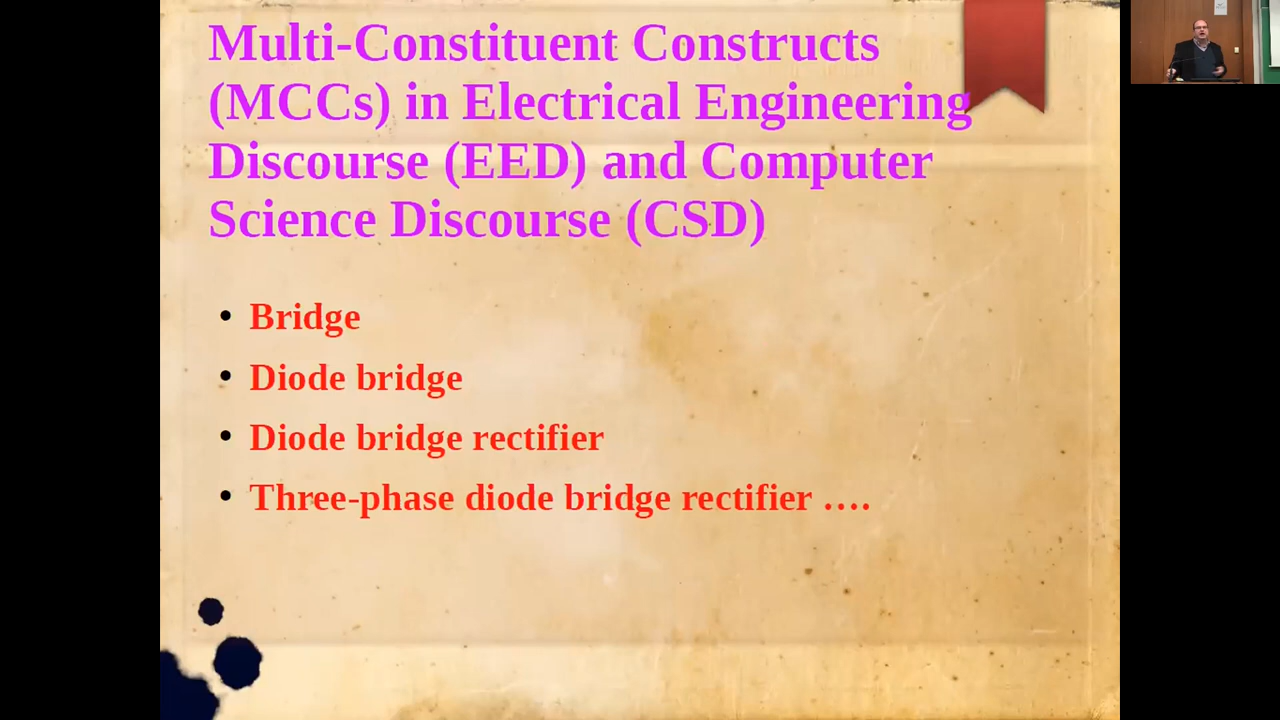 Multi-Constituent Constructs
(MCCs) in Electrical Engineering
Discourse (EED) and Computer
Science Discourse (CSD)
• Bridge
• Diode bridge
• Diode bridge rectifier
• Three-phase diode bridge rectifier ....